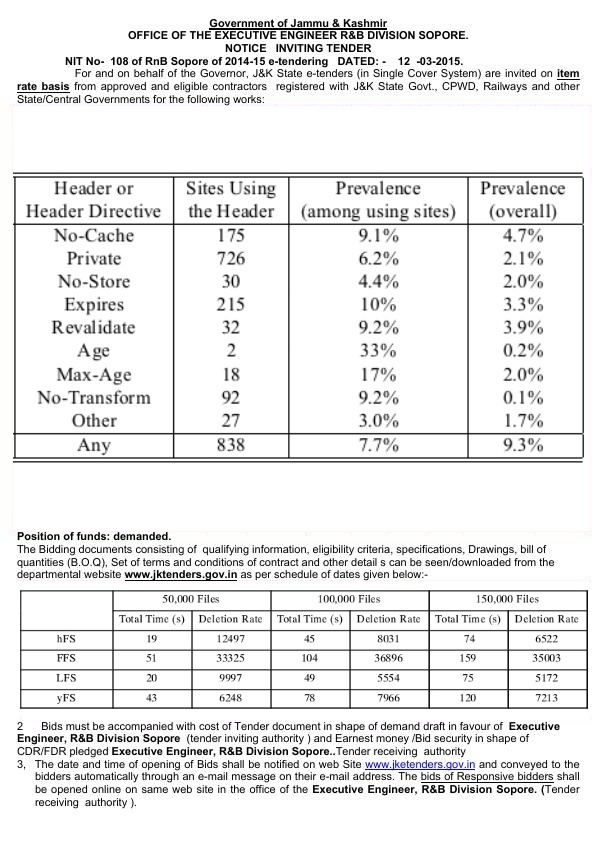 Government of Jammu & Kashmir
OFFICE OF THE EXECUTIVE ENGINEER R&B DIVISION SOPORE.
NOTICE INVITING TENDER
NIT No- 108 of RnB Sopore of 2014-15 e-tendering DATED: - 12 -03-2015.
For and on behalf of the Governor, J&K State e-tenders (in Single Cover System) are invited on item
rate basis from approved and eligible contractors registered with J&K State Govt., CPWD, Railways and other
State/Central Governments for the following works:
Header or Sites Using Prevalence Prevalence
Header Directive the Header (among using sites) (overall)
No-Cache 175 9.1% 4.7%
Private 726 6.2% 2.1%
No-Store 30 4.4% 2.0%
Expires 215 10% 3.3%
Revalidate 32 9.2% 3.9%
Age 2 33% 0.2%
Max-Age 18 17% 2.0%
No-Transform 92 9.2% 0.1%
Other 27 3.0% 1.7%
Any 838 7.7% 9.3%
Position of funds: demanded.
The Bidding documents consisting of qualifying information, eligibility criteria, specifications, Drawings, bill of
quantities (B.O.Q), Set of terms and conditions of contract and other detail s can be seen/downloaded from the
departmental website www.jktenders.gov.in as per schedule of dates given below:-
50,000 Files 100,000 Files 150,000 Files
Total Time (s) Deletion Rate Total Time (s) Deletion Rate Total Time (s) Deletion Rate
hFS 19 12497 45 8031 74 6522
FFS 51 33325 104 36896 159 35003
LFS 20 9997 49 5554 75 5172
yFS 43 6248 78 7966 120 7213
2 Bids must be accompanied with cost of Tender document in shape of demand draft in favour of Executive
Engineer, R&B Division Sopore (tender inviting authority ) and Earnest money /Bid security in shape of
CDR/FDR pledged Executive Engineer, R&B Division Sopore..Tender receiving authority
3, The date and time of opening of Bids shall be notified on web Site www.jketenders.gov.in and conveyed to the
bidders automatically through an e-mail message on their e-mail address. The bids of Responsive bidders shall
be opened online on same web site in the office of the Executive Engineer, R&B Division Sopore. (Tender
receiving authority ).